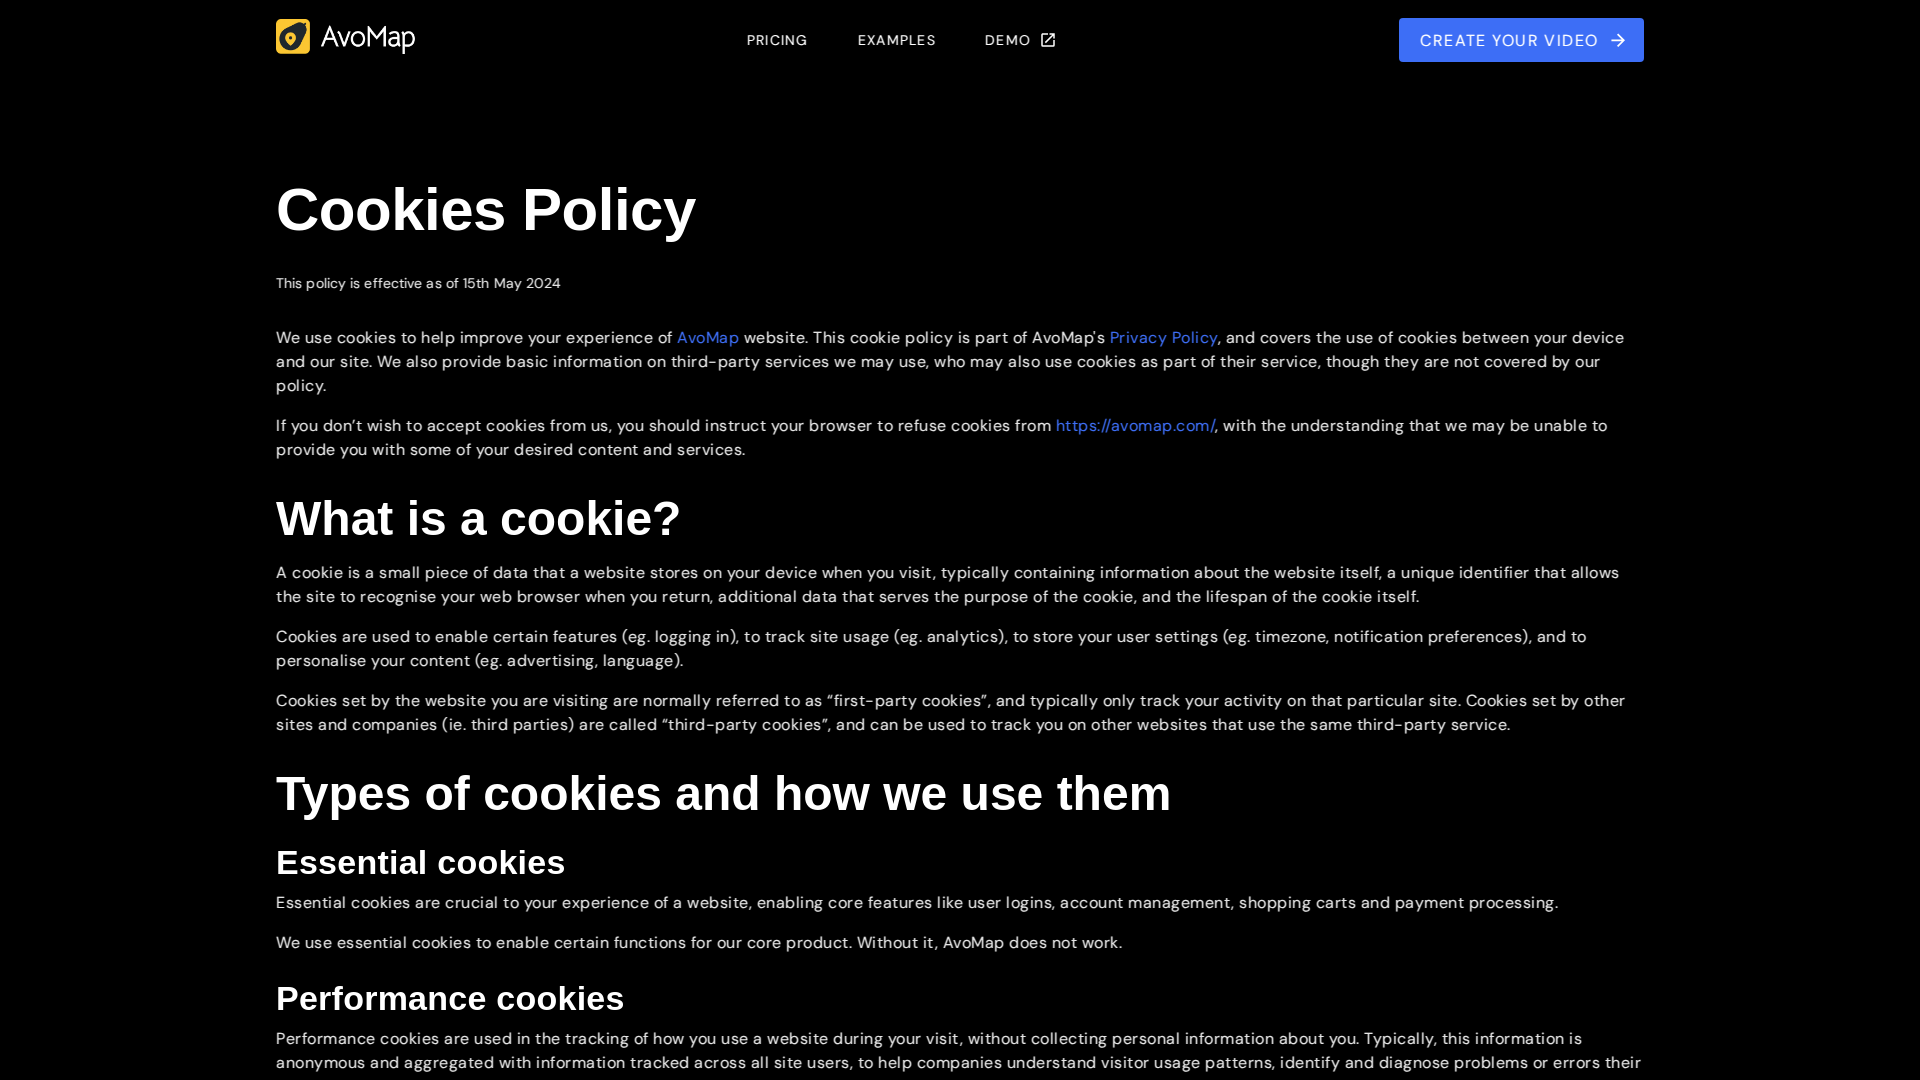 AvoMap
PRICING
EXAMPLES
DEMO
CREATE YOUR VIDEO
Cookies Policy
This policy is effective as of 15th May 2024
We use cookies to help improve your experience of AvoMap website. This cookie policy is part of AvoMap's Privacy Policy, and covers the use of cookies between your device
and our site. We also provide basic information on third-party services we may use, who may also use cookies as part of their service, though they are not covered by our
policy.
If you don’t wish to accept cookies from us, you should instruct your browser to refuse cookies from https://avomap.com/, with the understanding that we may be unable to
provide you with some of your desired content and services.
What is a cookie?
A cookie is a small piece of data that a website stores on your device when you visit, typically containing information about the website itself, a unique identifier that allows
the site to recognise your web browser when you return, additional data that serves the purpose of the cookie, and the lifespan of the cookie itself.
Cookies are used to enable certain features (eg. logging in), to track site usage (eg. analytics), to store your user settings (eg. timezone, notification preferences), and to
personalise your content (eg. advertising, language).
Cookies set by the website you are visiting are normally referred to as “first-party cookies”, and typically only track your activity on that particular site. Cookies set by other
sites and companies (ie. third parties) are called “third-party cookies”, and can be used to track you on other websites that use the same third-party service.
Types of cookies and how we use them
Essential cookies
Essential cookies are crucial to your experience of a website, enabling core features like user logins, account management, shopping carts and payment processing.
We use essential cookies to enable certain functions for our core product. Without it, AvoMap does not work.
Performance cookies
Performance cookies are used in the tracking of how you use a website during your visit, without collecting personal information about you. Typically, this information is
anonymous and aggregated with information tracked across all site users, to help companies understand visitor usage patterns, identify and diagnose problems or errors their